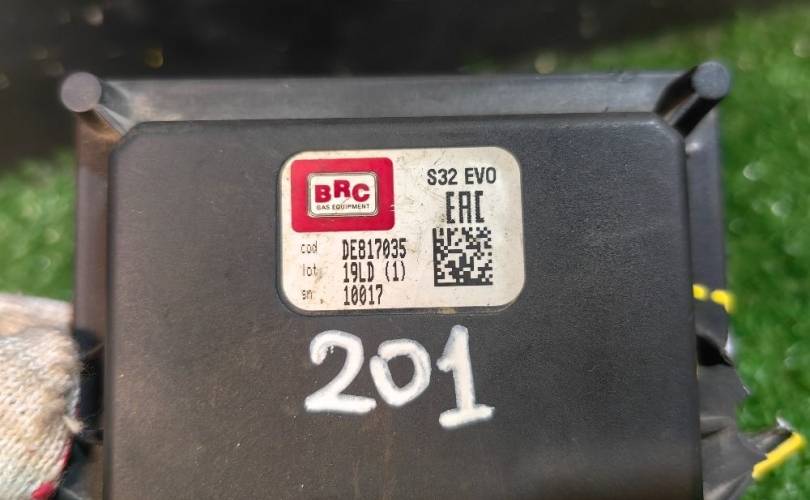 BRC
GAS EQUIPMENT
S32 EVO
EAC
cod DE817035
lot 19LD (1)
sn 10017
201